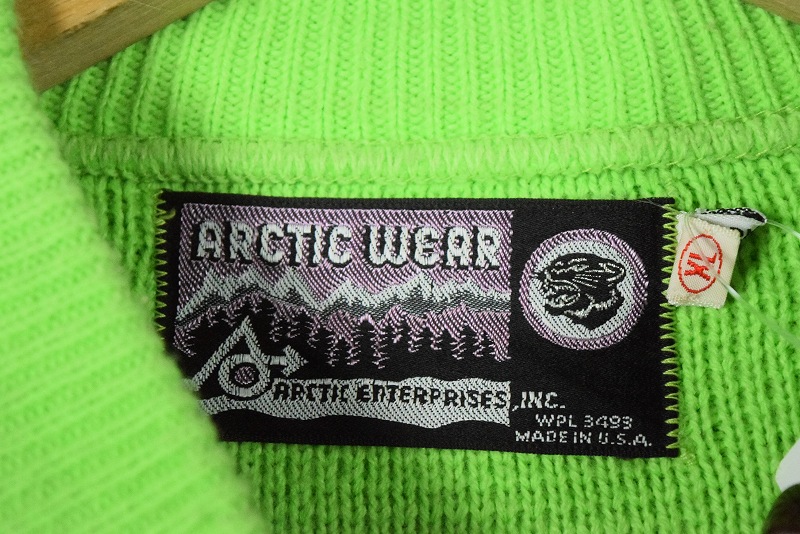 ARCTIC WEAR
ARCTIC ENTERPRISES, INC.
WPL 3493
MADE IN U.S.A.
XL